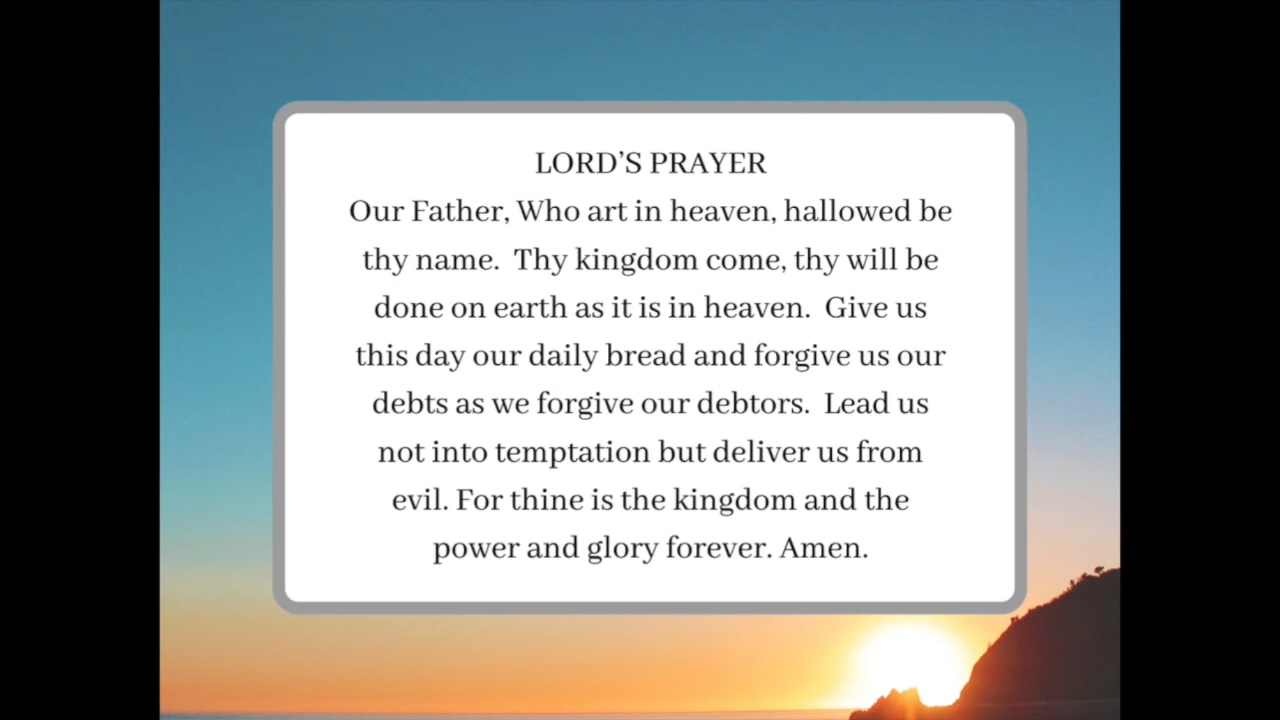 LORD’S PRAYER
Our Father, Who art in heaven, hallowed be
thy name.  Thy kingdom come, thy will be
done on earth as it is in heaven.  Give us
this day our daily bread and forgive us our
debts as we forgive our debtors.  Lead us
not into temptation but deliver us from
evil. For thine is the kingdom and the
power and glory forever. Amen.